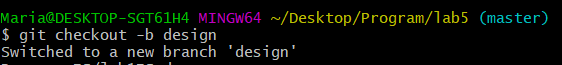 Maria@DESKTOP-SGT61H4 MINGW64 ~/Desktop/Program/lab5 (master)
$ git checkout -b design
Switched to a new branch 'design'